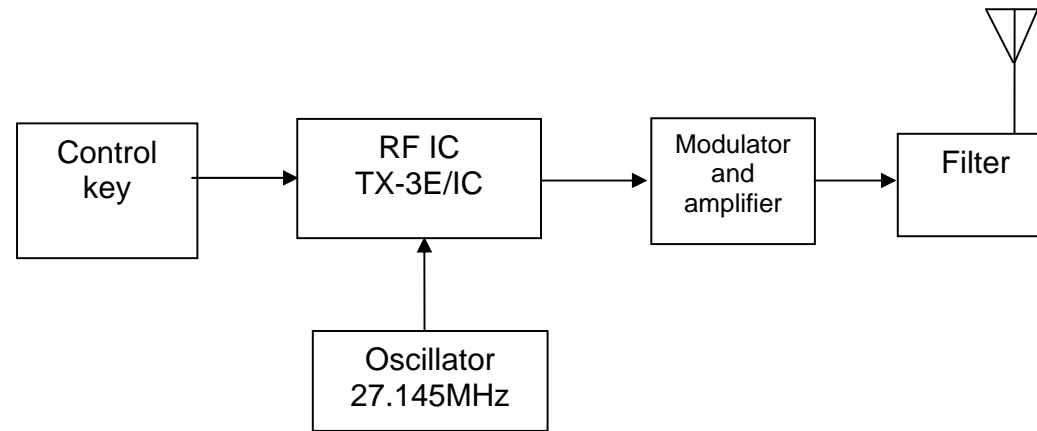 Control
key
RF IC
TX-3E/IC
Modulator
and
amplifier
Filter
Oscillator
27.145MHz